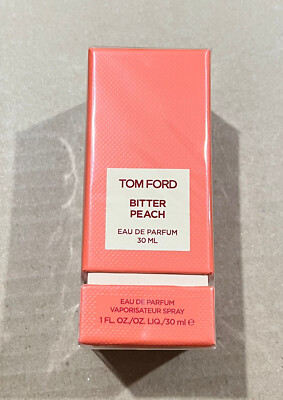 TOM FORD
BITTER
PEACH
EAU DE PARFUM
30 ML
EAU DE PARFUM
VAPORISATEUR SPRAY
1 FL. OZ./OZ. LIQ./30 ml ℮